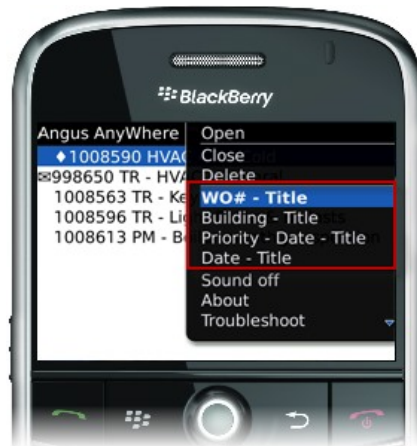 BlackBerry
Angus AnyWhere
1008590 HVAC
998650 TR - HVA
1008563 TR - Ke
1008596 TR - Li
1008613 PM - B
Open
Close
Delete
WO# - Title
Building - Title
Priority - Date - Title
Date - Title
Sound off
About
Troubleshoot